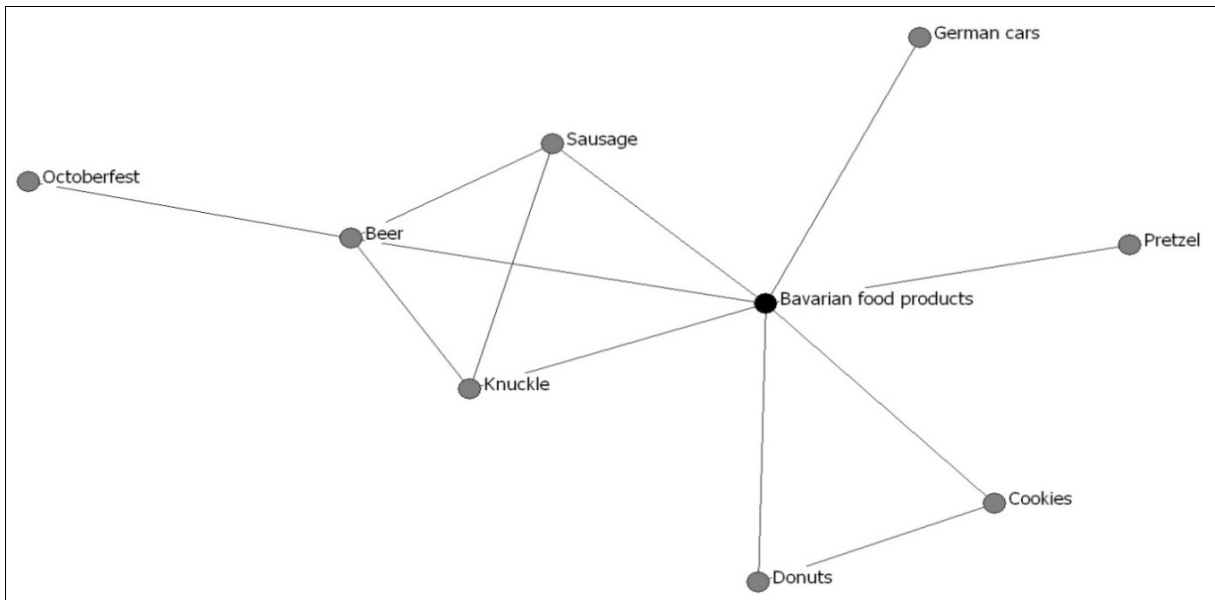 German cars
Sausage
Octoberfest
Beer
Pretzel
Bavarian food products
Knuckle
Cookies
Donuts